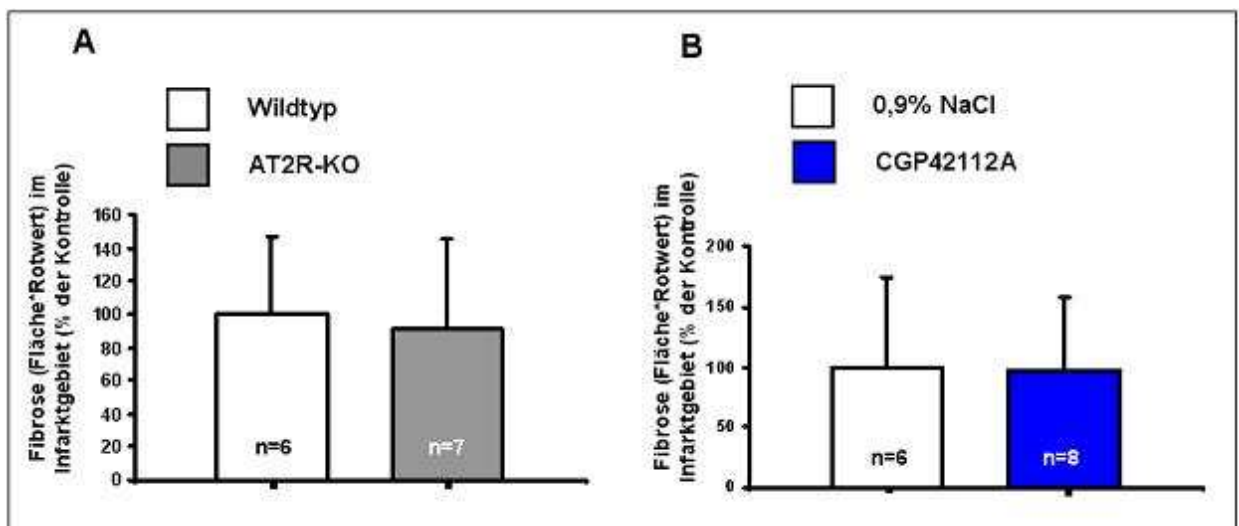 A
Wildtyp
AT2R-KO
Fibrose (Fläche*Rotwert) im
Infarktgebiet (% der Kontrolle)
160
140
120
100
80
60
40
20
0
n=6
n=7
B
0,9% NaCl
CGP42112A
Fibrose (Fläche*Rotwert) im
Infarktgebiet (% der Kontrolle)
200
150
100
50
0
n=6
n=8